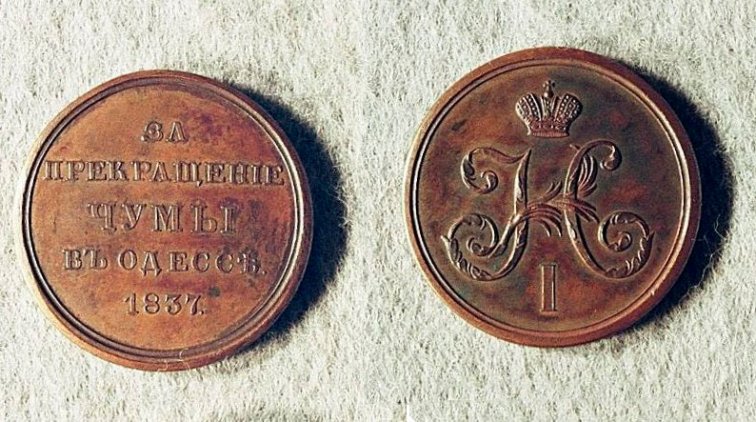 ЗА
ПРЕКРАЩЕНІЕ
ЧУМЫ
ВЪ ОДЕССѢ.
1837.
Н
I